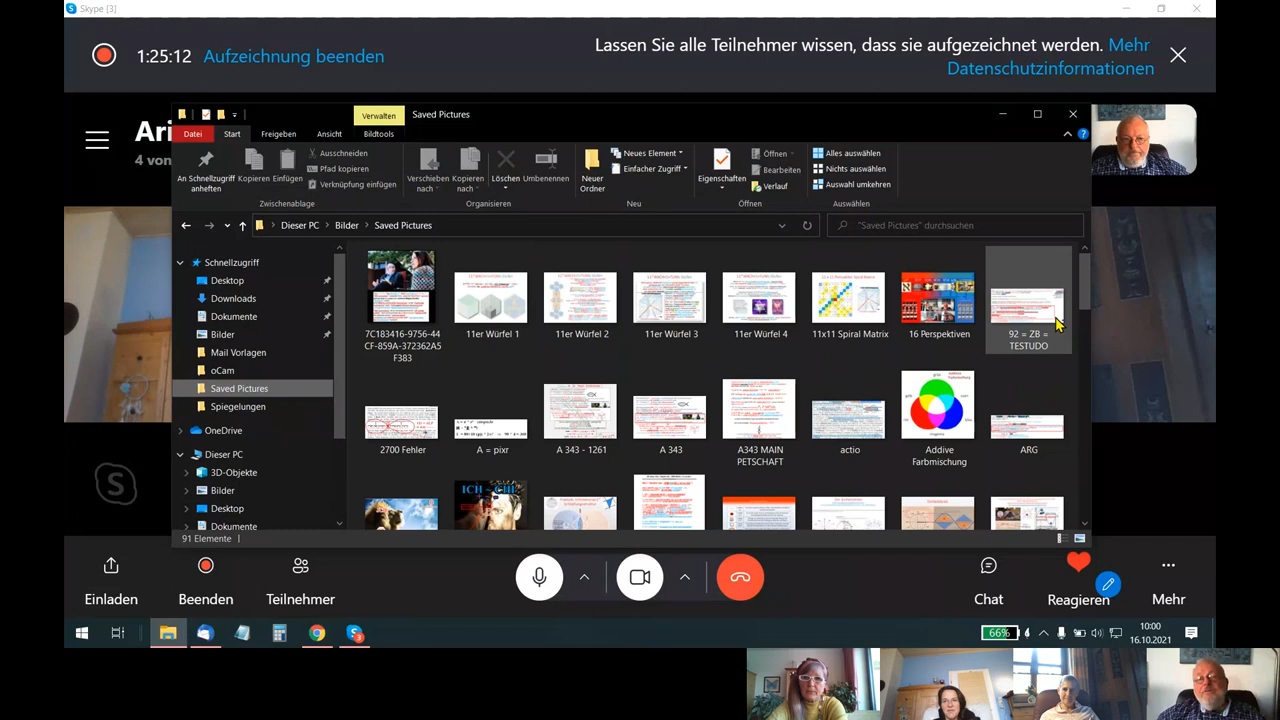 Skype [3]
1:25:12 Aufzeichnung beenden
Lassen Sie alle Teilnehmer wissen, dass sie aufgezeichnet werden. Mehr
Datenschutzinformationen
Ari
4 von
Verwalten
Saved Pictures
Datei Start Freigeben Ansicht Bildtools
An Schnellzugriff
anheften
Kopieren
Einfügen
Ausschneiden
Pfad kopieren
Verknüpfung einfügen
Zwischenablage
Verschieben
nach
Kopieren
nach
Löschen
Umbenennen
Organisieren
Neuer
Ordner
Neues Element
Einfacher Zugriff
Neu
Eigenschaften
Öffnen
Bearbeiten
Verlauf
Öffnen
Alles auswählen
Nichts auswählen
Auswahl umkehren
Auswählen
Dieser PC > Bilder > Saved Pictures
"Saved Pictures" durchsuchen
Schnellzugriff
Desktop
Downloads
Dokumente
Bilder
Mail Vorlagen
oCam
Saved Pictures
Spiegelungen
OneDrive
Dieser PC
3D-Objekte
Bilder
Desktop
Dokumente
7C183416-9756-44
CF-859A-372362A5
F383
11er Würfel 1
11er Würfel 2
11er Würfel 3
11er Würfel 4
11x11 Spiral Matrix
16 Perspektiven
92 = ZB =
TESTUDO
2700 Fehler
A = pixr
A 343 - 1261
A 343
A343 MAIN
PETSCHAFT
actio
Addive
Farbmischung
ARG
ICH
91 Elemente
Einladen
Beenden
Teilnehmer
Chat
Reagieren
Mehr
66%
10:00
16.10.2021